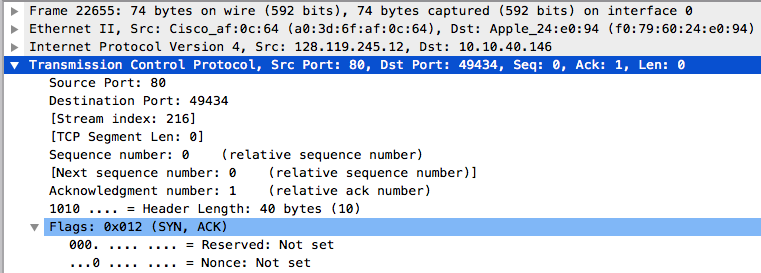 Frame 22655: 74 bytes on wire (592 bits), 74 bytes captured (592 bits) on interface 0
Ethernet II, Src: Cisco_af:0c:64 (a0:3d:6f:af:0c:64), Dst: Apple_24:e0:94 (f0:79:60:24:e0:94)
Internet Protocol Version 4, Src: 128.119.245.12, Dst: 10.10.40.146
Transmission Control Protocol, Src Port: 80, Dst Port: 49434, Seq: 0, Ack: 1, Len: 0
Source Port: 80
Destination Port: 49434
[Stream index: 216]
[TCP Segment Len: 0]
Sequence number: 0    (relative sequence number)
[Next sequence number: 0    (relative sequence number)]
Acknowledgment number: 1    (relative ack number)
1010 .... = Header Length: 40 bytes (10)
Flags: 0x012 (SYN, ACK)
000. .... .... = Reserved: Not set
...0 .... .... = Nonce: Not set